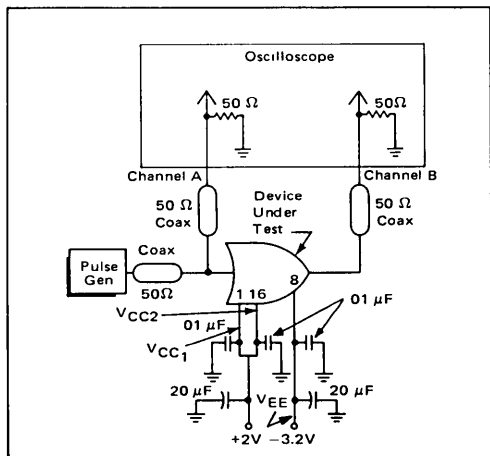 Oscilloscope
50 Ω
50Ω
Channel A
Channel B
50 Ω
Coax
Device
Under
Test
50 Ω
Coax
Pulse
Gen
Coax
50Ω
1 16
8
VCC2
01 µF
01 µF
VCC1
20 µF
VEE
20 µF
+2V
−3.2V